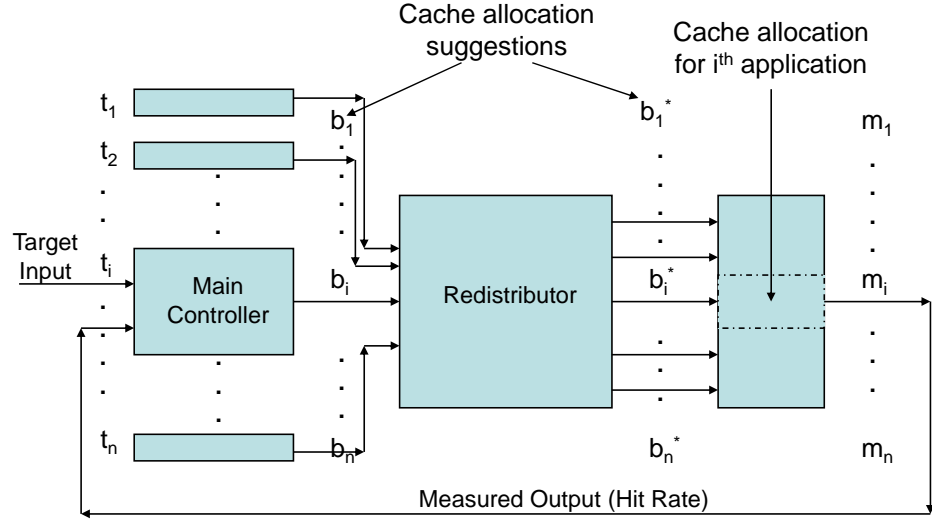 Cache allocation
suggestions
Cache allocation
for iᵗʰ application
t₁
b₁
b₁*
m₁
t₂
Target
Input
tᵢ
Main
Controller
bᵢ
Redistributor
bᵢ*
mᵢ
tₙ
bₙ
bₙ*
mₙ
Measured Output (Hit Rate)